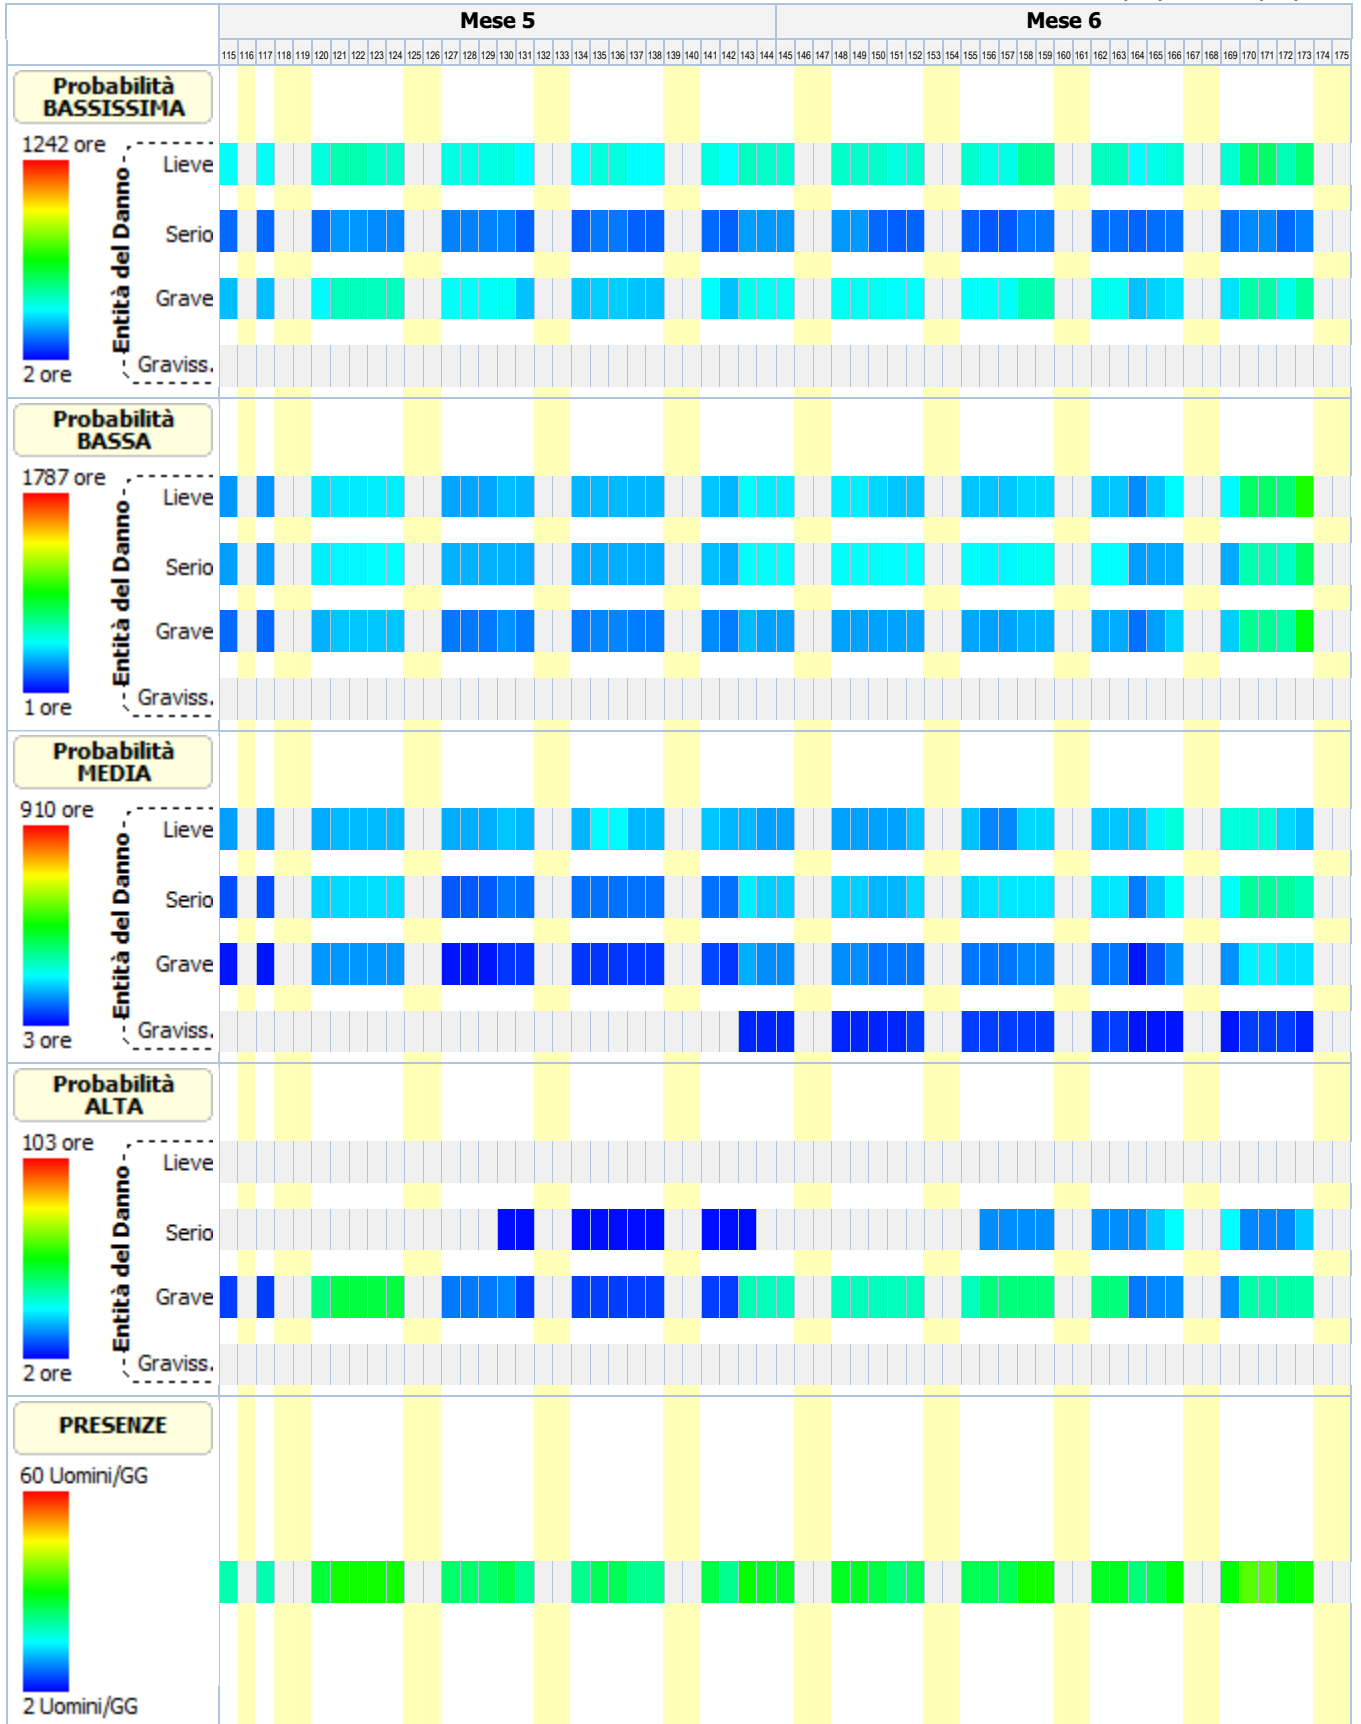 Mese 5 Mese 6
115 116 117 118 119 120 121 122 123 124 125 126 127 128 129 130 131 132 133 134 135 136 137 138 139 140 141 142 143 144 145 146 147 148 149 150 151 152 153 154 155 156 157 158 159 160 161 162 163 164 165 166 167 168 169 170 171 172 173 174 175
Probabilità
BASSISSIMA
1242 ore
Entità del Danno
Lieve
Serio
Grave
Graviss.
2 ore
Probabilità
BASSA
1787 ore
Entità del Danno
Lieve
Serio
Grave
Graviss.
1 ore
Probabilità
MEDIA
910 ore
Entità del Danno
Lieve
Serio
Grave
Graviss.
3 ore
Probabilità
ALTA
103 ore
Entità del Danno
Lieve
Serio
Grave
Graviss.
2 ore
PRESENZE
60 Uomini/GG
2 Uomini/GG